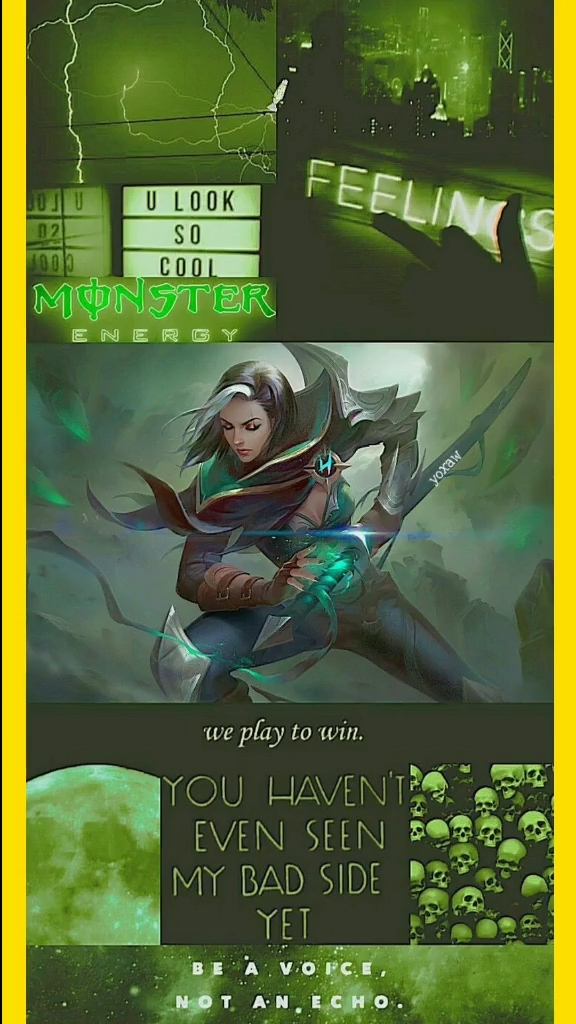 U LOOK
SO
COOL
FEELINGS
MONSTER
ENERGY
yoxaw
we play to win.
YOU HAVEN'T
EVEN SEEN
MY BAD SIDE
YET
BE A VOICE,
NOT AN ECHO.